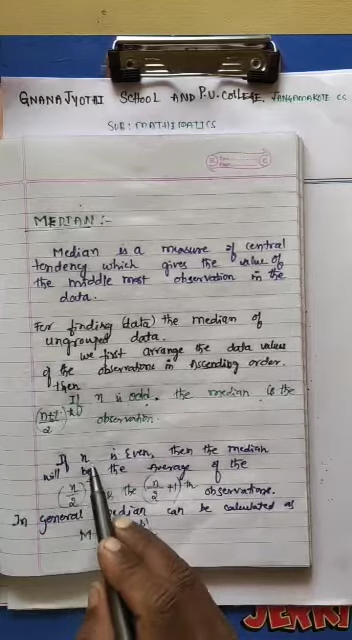 GNANA JYOTHI SCHOOL AND P.U. COLLEGE, JANGAMAKOTE CC
SUB: MATHEMATICS
MEDIAN :-
Median is a measure of central
tendency which gives the value of
the middle most observation in the
data.
For finding (data) the median of
ungrouped data.
we first arrange the data values
of the observations in Ascending order.
then
If n is odd, the median is the
(n+1/2)th observation.
If n is Even, then the median
will be the Average of the
(n/2) the (n/2 +1)th observations.
In general median can be calculated as
M
JERRI